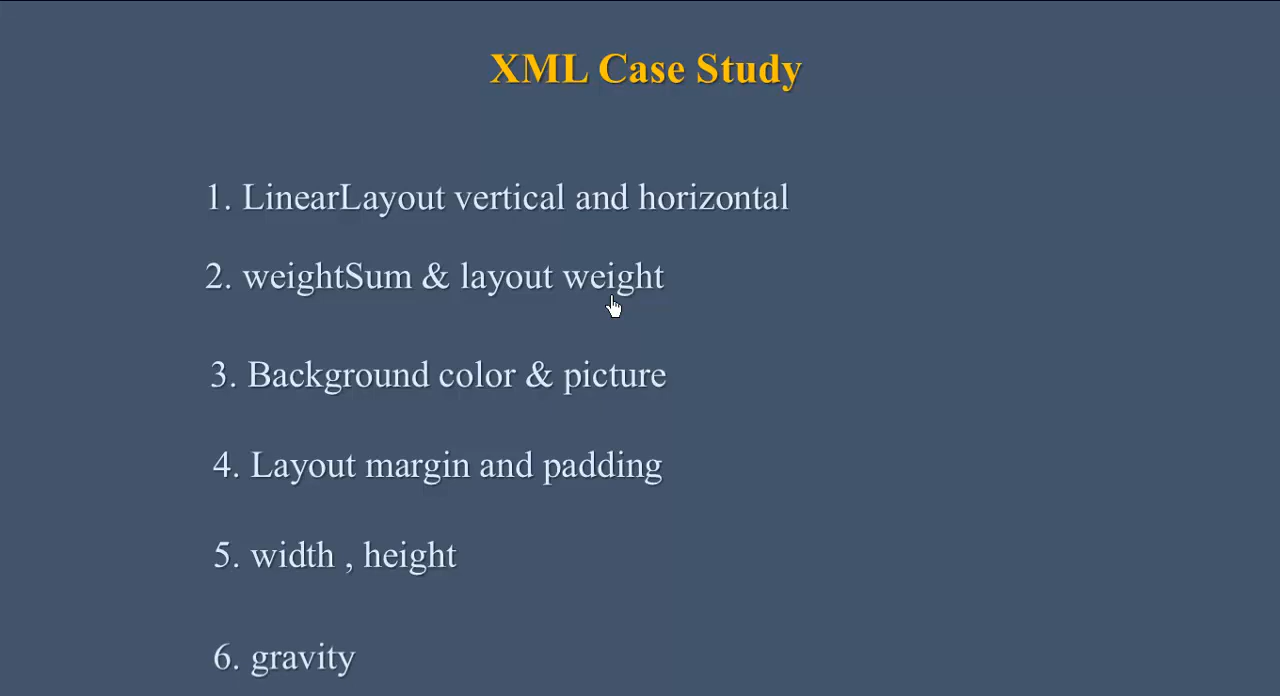 XML Case Study
1. LinearLayout vertical and horizontal
2. weightSum & layout weight
3. Background color & picture
4. Layout margin and padding
5. width , height
6. gravity